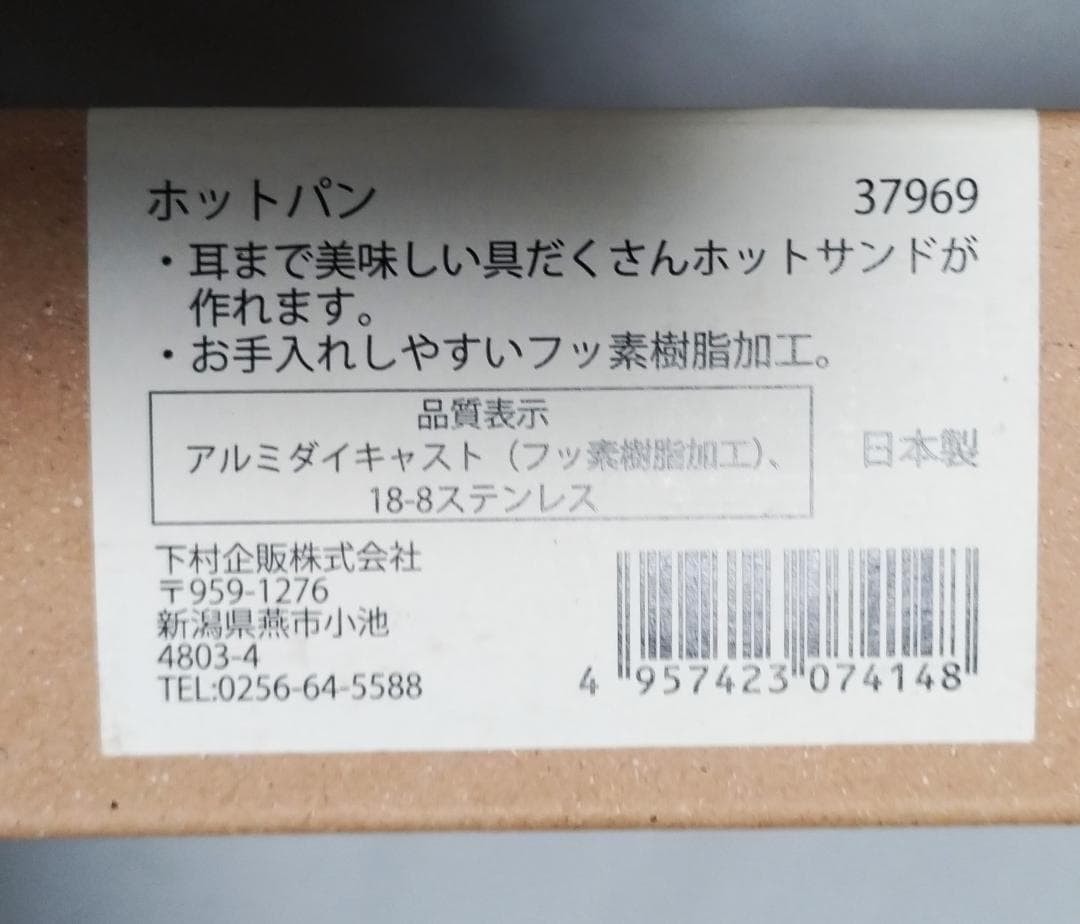 ホットパン 37969
・耳まで美味しい具だくさんホットサンドが
作れます。
・お手入れしやすいフッ素樹脂加工。
品質表示
アルミダイキャスト（フッ素樹脂加工）、
18-8ステンレス
日本製
下村企販株式会社
〒959-1276
新潟県燕市小池
4803-4
TEL:0256-64-5588
4 957423 074148